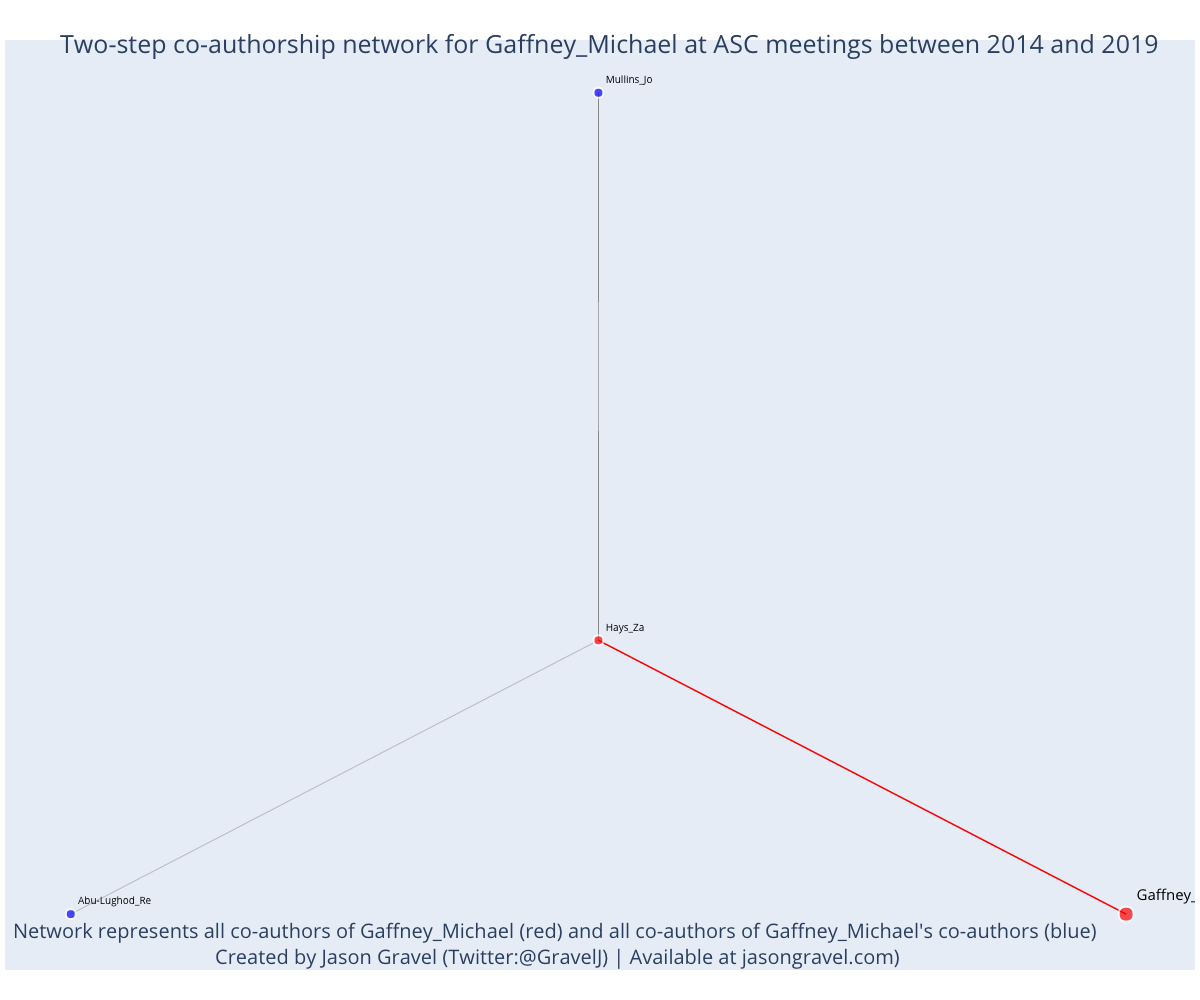 Two-step co-authorship network for Gaffney_Michael at ASC meetings between 2014 and 2019
Mullins_Jo
Hays_Za
Abu-Lughod_Re
Gaffney_
Network represents all co-authors of Gaffney_Michael (red) and all co-authors of Gaffney_Michael's co-authors (blue)
Created by Jason Gravel (Twitter:@GravelJ) | Available at jasongravel.com)